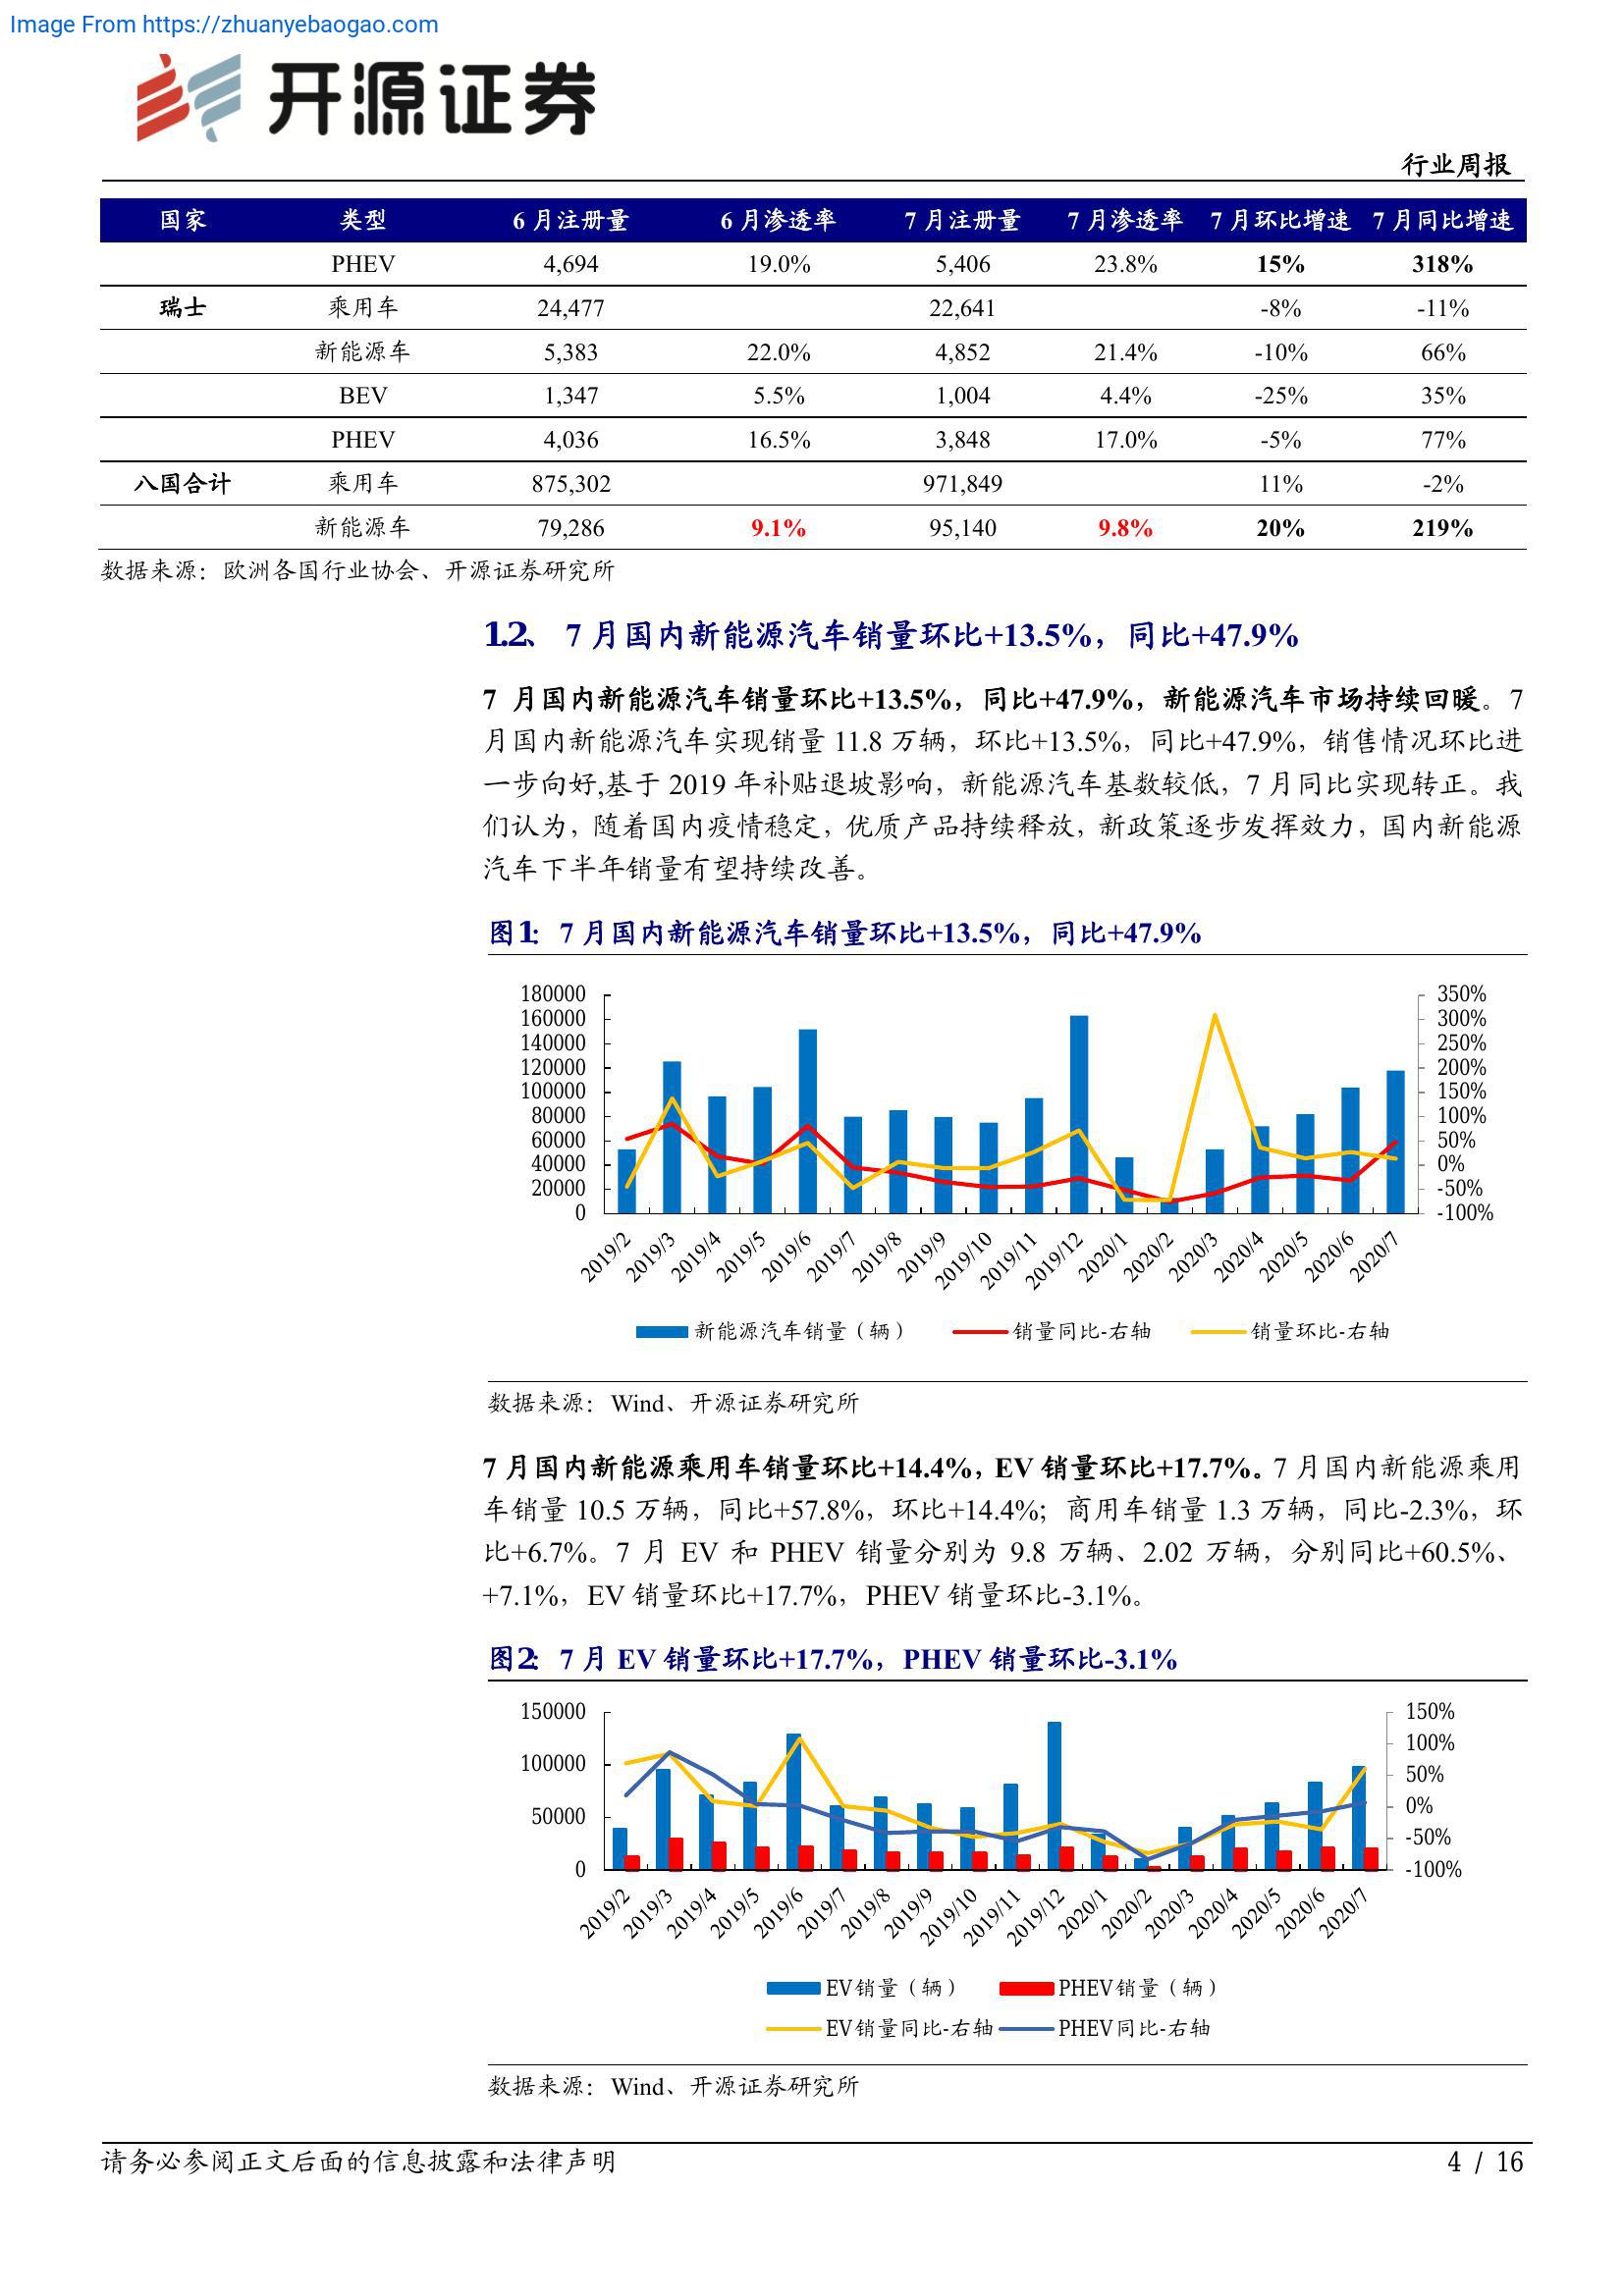 Image From https://zhuanyebaogao.com
开源证券
行业周报
国家 类型 6 月注册量 6 月渗透率 7 月注册量 7 月渗透率 7 月环比增速 7 月同比增速
PHEV 4,694 19.0% 5,406 23.8% 15% 318%
瑞士 乘用车 24,477 22,641 -8% -11%
新能源车 5,383 22.0% 4,852 21.4% -10% 66%
BEV 1,347 5.5% 1,004 4.4% -25% 35%
PHEV 4,036 16.5% 3,848 17.0% -5% 77%
八国合计 乘用车 875,302 971,849 11% -2%
新能源车 79,286 9.1% 95,140 9.8% 20% 219%
数据来源：欧洲各国行业协会、开源证券研究所
1.2、 7 月国内新能源汽车销量环比+13.5%，同比+47.9%
7 月国内新能源汽车销量环比+13.5%，同比+47.9%，新能源汽车市场持续回暖。7
月国内新能源汽车实现销量 11.8 万辆，环比+13.5%，同比+47.9%，销售情况环比进
一步向好,基于 2019 年补贴退坡影响，新能源汽车基数较低，7 月同比实现转正。我
们认为，随着国内疫情稳定，优质产品持续释放，新政策逐步发挥效力，国内新能源
汽车下半年销量有望持续改善。
图1：7 月国内新能源汽车销量环比+13.5%，同比+47.9%
180000 350%
160000 300%
140000 250%
120000 200%
100000 150%
80000 100%
60000 50%
40000 0%
20000 -50%
0 -100%
2019/2 2019/3 2019/4 2019/5 2019/6 2019/7 2019/8 2019/9 2019/10 2019/11 2019/12 2020/1 2020/2 2020/3 2020/4 2020/5 2020/6 2020/7
新能源汽车销量（辆） 销量同比-右轴 销量环比-右轴
数据来源：Wind、开源证券研究所
7 月国内新能源乘用车销量环比+14.4%，EV 销量环比+17.7%。7 月国内新能源乘用
车销量 10.5 万辆，同比+57.8%，环比+14.4%；商用车销量 1.3 万辆，同比-2.3%，环
比+6.7%。7 月 EV 和 PHEV 销量分别为 9.8 万辆、2.02 万辆，分别同比+60.5%、
+7.1%，EV 销量环比+17.7%，PHEV 销量环比-3.1%。
图2：7 月 EV 销量环比+17.7%，PHEV 销量环比-3.1%
150000 150%
100%
100000 50%
0%
50000 -50%
0 -100%
2019/2 2019/3 2019/4 2019/5 2019/6 2019/7 2019/8 2019/9 2019/10 2019/11 2019/12 2020/1 2020/2 2020/3 2020/4 2020/5 2020/6 2020/7
EV销量（辆） PHEV销量（辆）
EV销量同比-右轴 PHEV同比-右轴
数据来源：Wind、开源证券研究所
请务必参阅正文后面的信息披露和法律声明 4 / 16